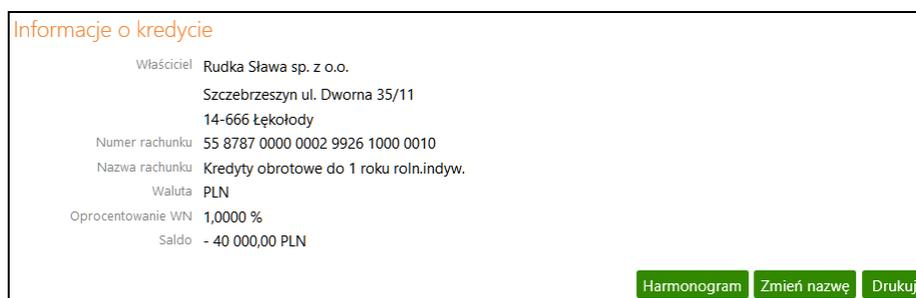 Informacje o kredycie
Właściciel Rudka Sława sp. z o.o.
Szczebrzeszyn ul. Dworna 35/11
14-666 Łękołody
Numer rachunku 55 8787 0000 0002 9926 1000 0010
Nazwa rachunku Kredyty obrotowe do 1 roku roln.indyw.
Waluta PLN
Oprocentowanie WN 1,0000 %
Saldo - 40 000,00 PLN
Harmonogram Zmień nazwę Drukuj